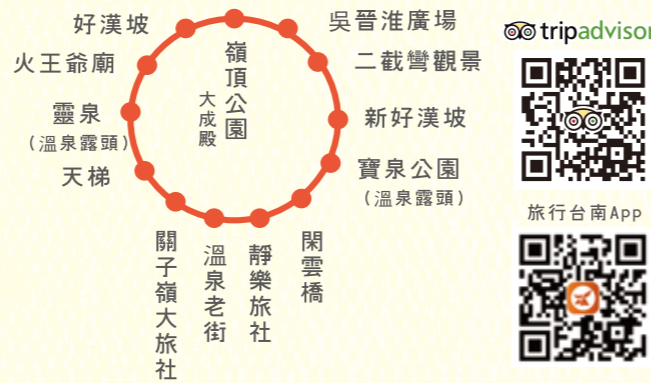 嶺頂公園
大成殿
吳晉淮廣場
二截彎觀景
新好漢坡
寶泉公園
(溫泉露頭)
閑雲橋
靜樂旅社
溫泉老街
關子嶺大旅社
天梯
靈泉
(溫泉露頭)
火王爺廟
好漢坡
tripadvisor
旅行台南App